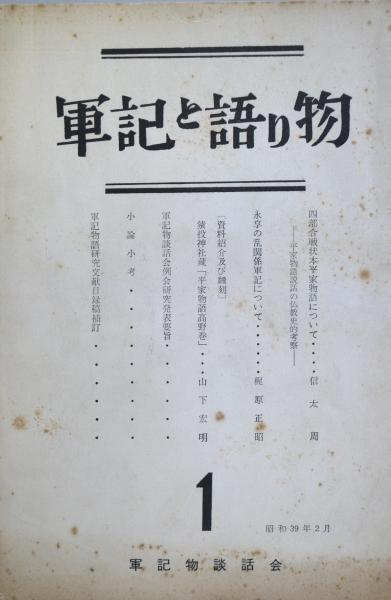 軍記と語り物
四部合戦状本平家物語について・・・・・信太周
――平家物語説話の仏教史的考察――
永享の乱関係軍記について・・・・・・・梶原正昭
〔資料紹介及び翻刻〕
猿投神社蔵「平家物語高野巻」・・・山下宏明
軍記物談話会例会研究発表要旨・・・・・・・
小論小考・・・・・・・・・・
軍記物語研究文献目録稿補訂・・・・・・・
1
昭和39年2月
軍記物談話会